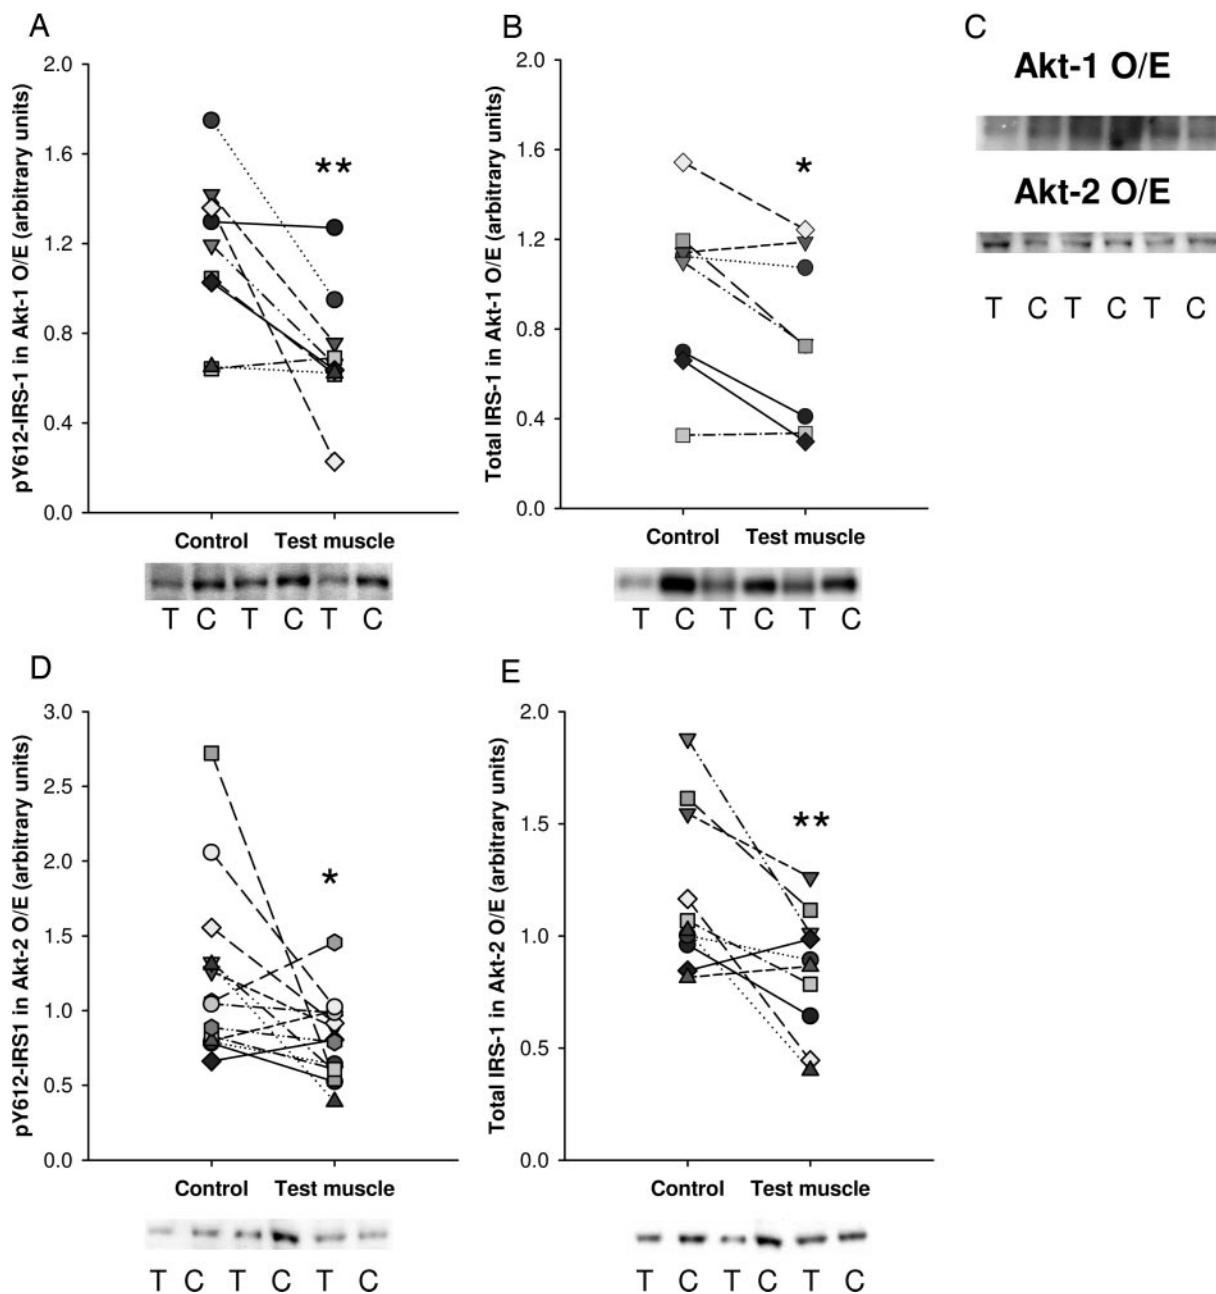 A
B
C
Akt-1 O/E
Akt-2 O/E
T C T C T C
pY612-IRS-1 in Akt-1 O/E (arbitrary units)
2.0
1.6
1.2
0.8
0.4
0.0
**
Control Test muscle
T C T C T C
Total IRS-1 in Akt-1 O/E (arbitrary units)
2.0
1.6
1.2
0.8
0.4
0.0
*
Control Test muscle
T C T C T C
D
E
pY612-IRS1 in Akt-2 O/E (arbitrary units)
3.0
2.5
2.0
1.5
1.0
0.5
0.0
*
Control Test muscle
T C T C T C
Total IRS-1 in Akt-2 O/E (arbitrary units)
2.0
1.5
1.0
0.5
0.0
**
Control Test muscle
T C T C T C